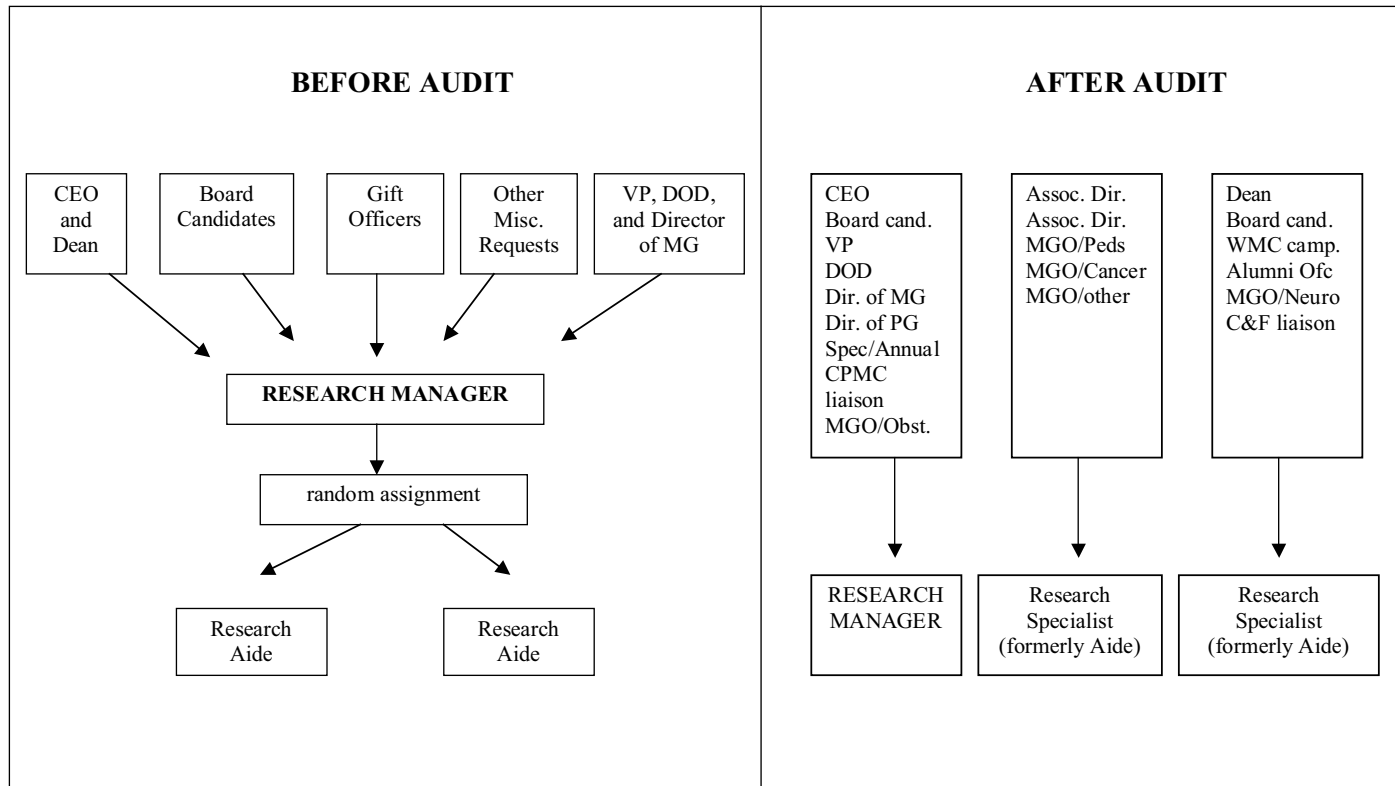 BEFORE AUDIT
CEO
and
Dean
Board
Candidates
Gift
Officers
Other
Misc.
Requests
VP, DOD,
and Director
of MG
RESEARCH MANAGER
random assignment
Research
Aide
Research
Aide
AFTER AUDIT
CEO
Board cand.
VP
DOD
Dir. of MG
Dir. of PG
Spec/Annual
CPMC
liaison
MGO/Obst.
Assoc. Dir.
Assoc. Dir.
MGO/Peds
MGO/Cancer
MGO/other
Dean
Board cand.
WMC camp.
Alumni Ofc
MGO/Neuro
C&F liaison
RESEARCH
MANAGER
Research
Specialist
(formerly Aide)
Research
Specialist
(formerly Aide)